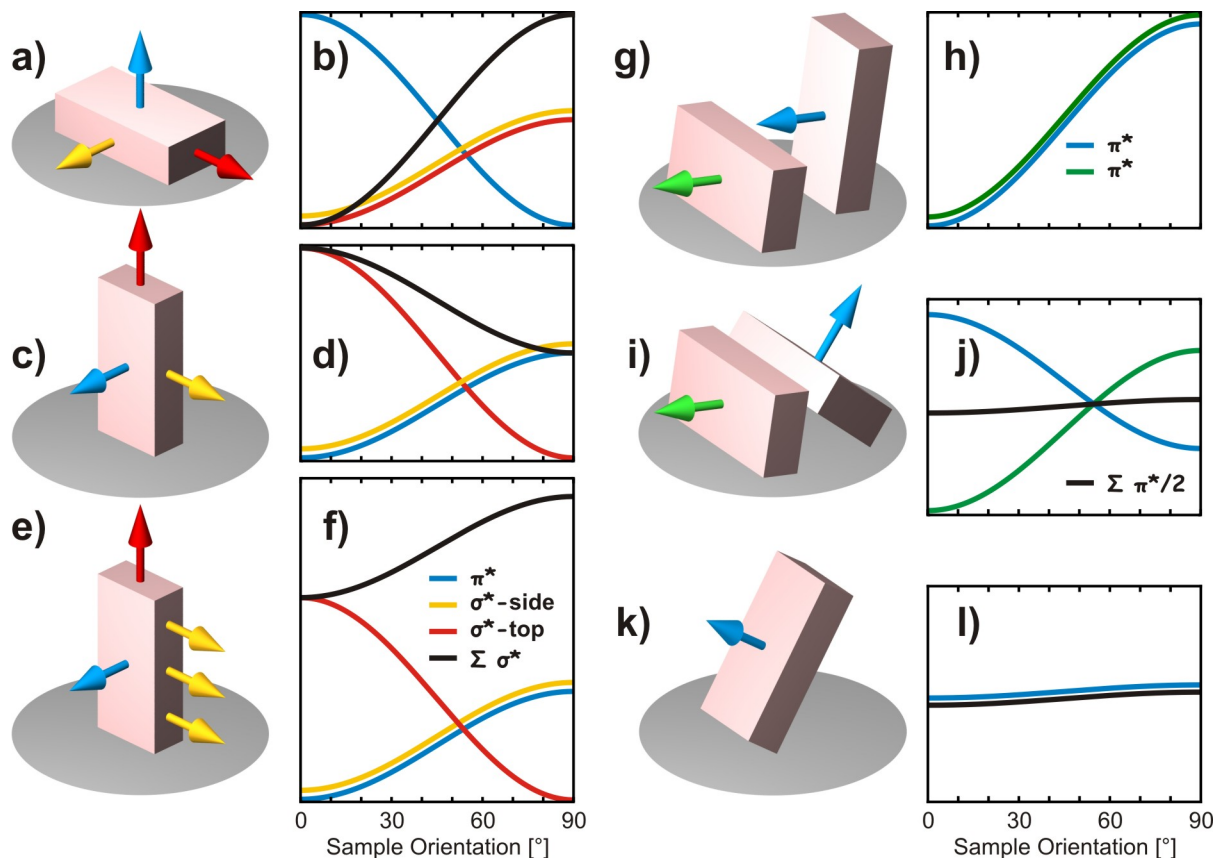 a)
b)
c)
d)
e)
f)
π*
σ*-side
σ*-top
Σ σ*
0 30 60 90
Sample Orientation [°]
g)
h)
π*
π*
i)
j)
Σ π*/2
k)
l)
0 30 60 90
Sample Orientation [°]